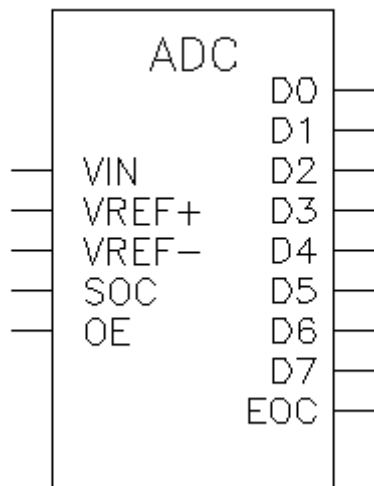 ADC
D0
D1
VIN D2
VREF+ D3
VREF- D4
SOC D5
OE D6
D7
EOC